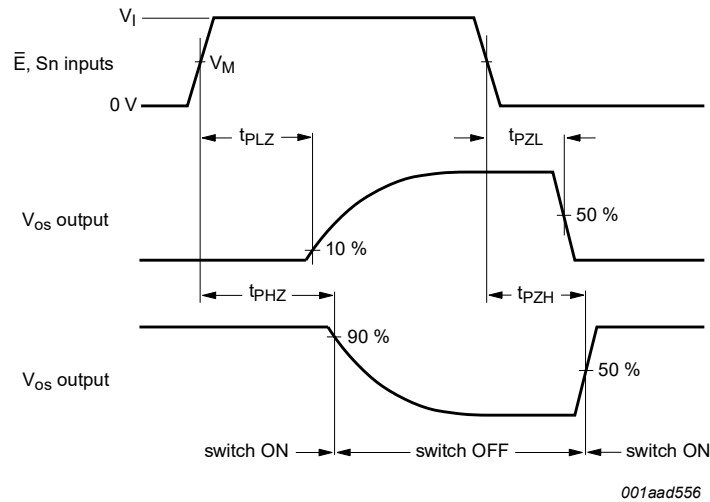 V_I
E̅, Sn inputs
V_M
0 V
t_PLZ
t_PZL
V_os output
50 %
10 %
t_PHZ
t_PZH
90 %
V_os output
50 %
switch ON
switch OFF
switch ON
001aad556